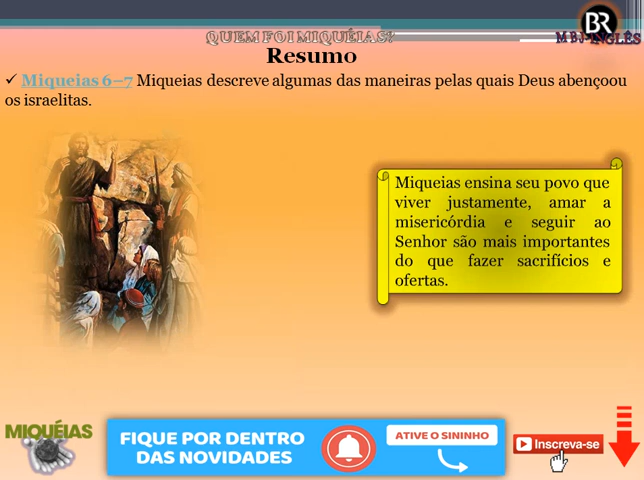 QUEM FOI MIQUÉIAS?
BR
MBJ-INGLÊS
Resumo
✓ Miqueias 6–7 Miqueias descreve algumas das maneiras pelas quais Deus abençoou
os israelitas.
Miqueias ensina seu povo que
viver justamente, amar a
misericórdia e seguir ao
Senhor são mais importantes
do que fazer sacrifícios e
ofertas.
MIQUÉIAS
FIQUE POR DENTRO
DAS NOVIDADES
ATIVE O SININHO
Inscreva-se